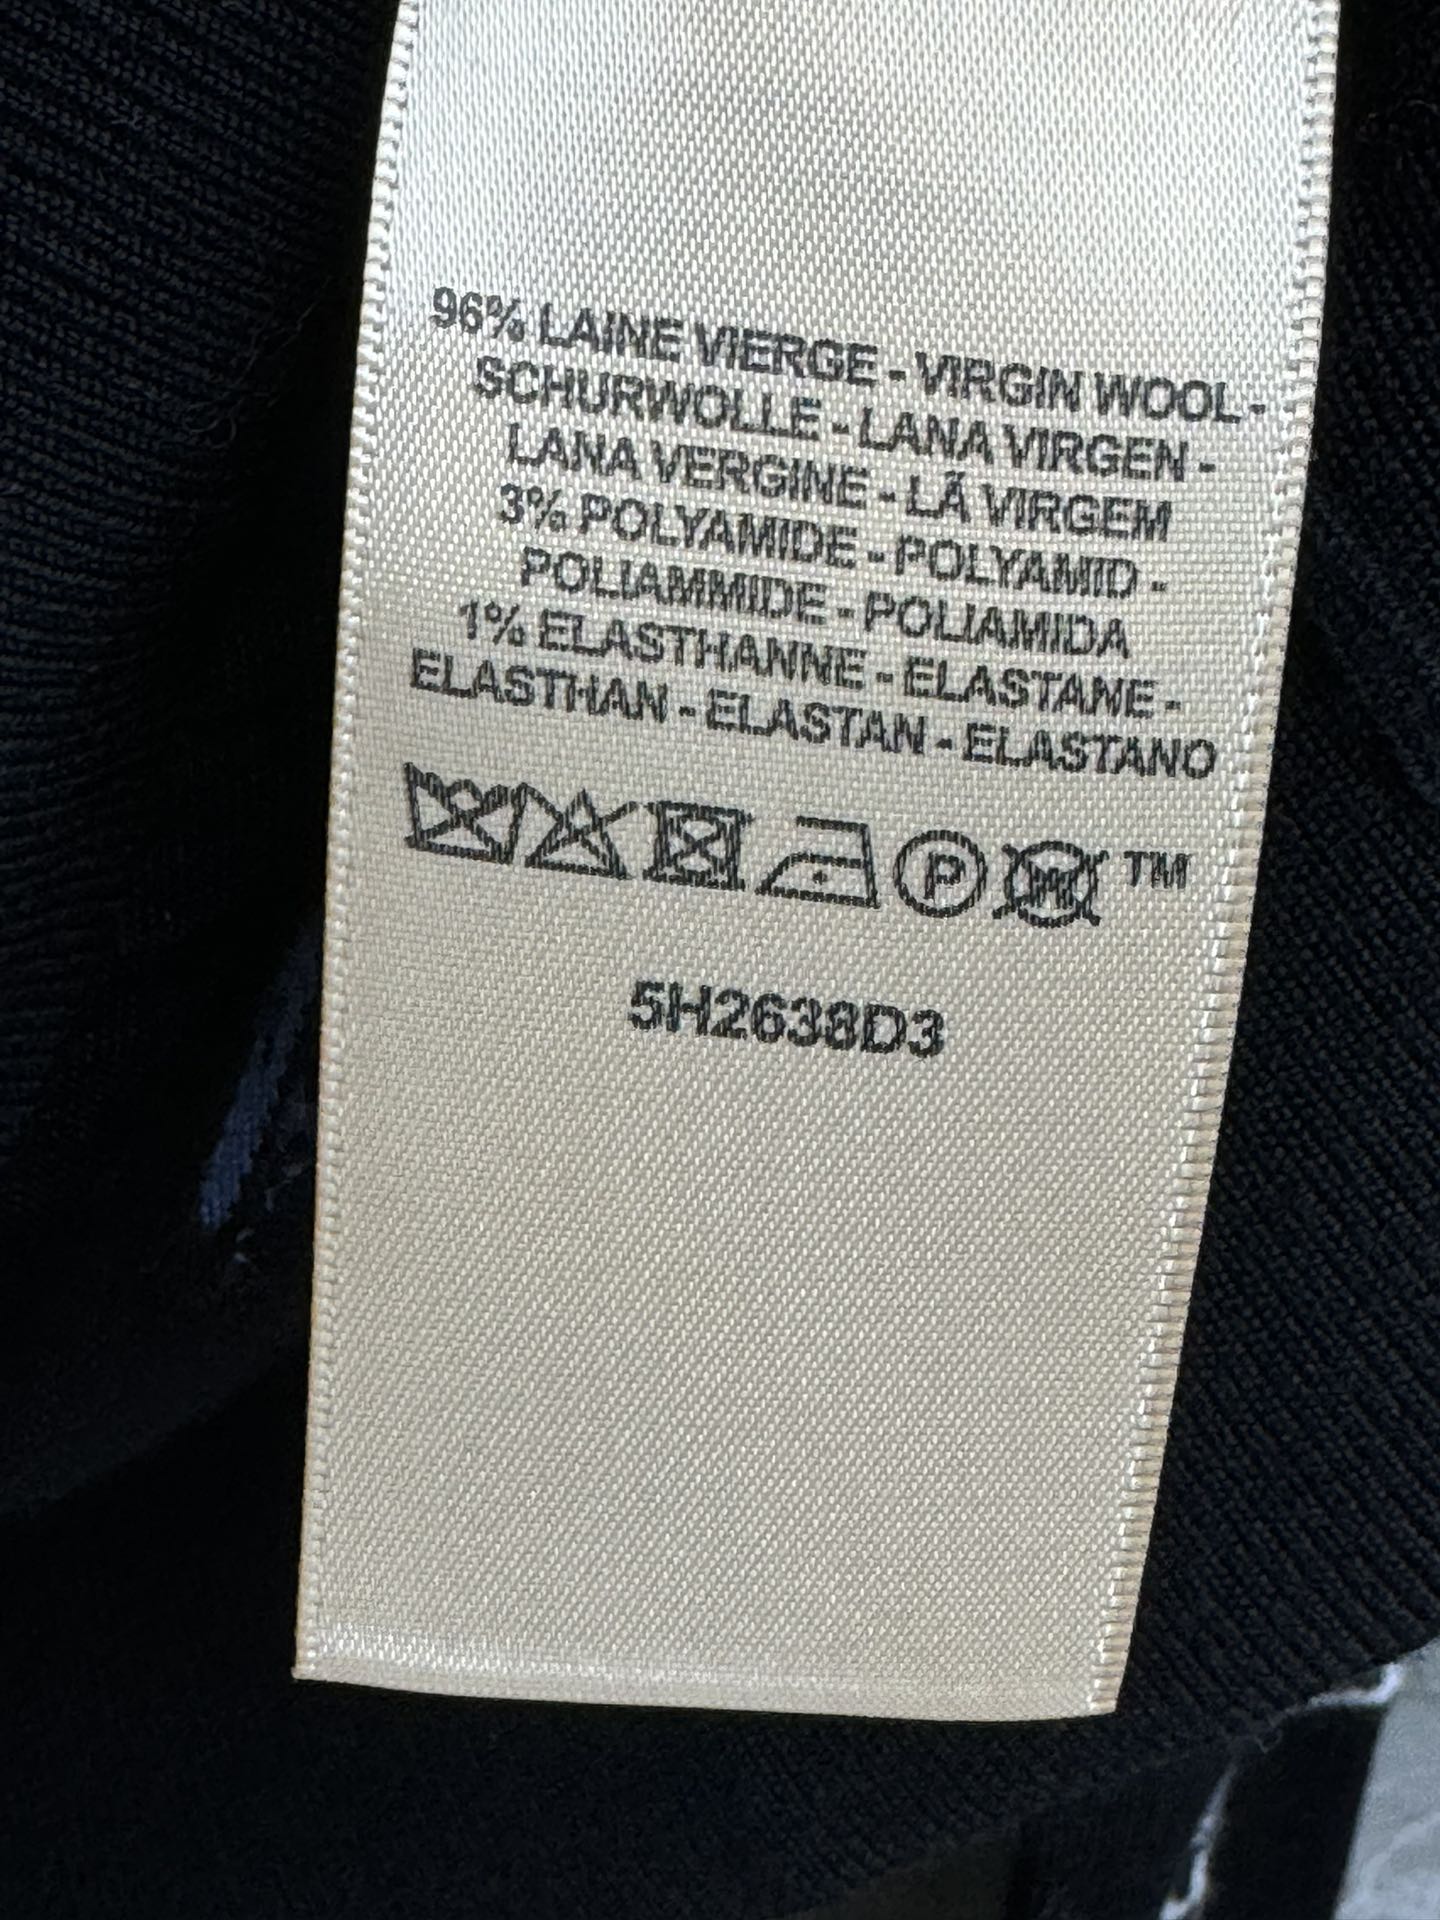 96% LAINE VIERGE - VIRGIN WOOL -
SCHURWOLLE - LANA VIRGEN -
LANA VERGINE - LÃ VIRGEM
3% POLYAMIDE - POLYAMID -
POLIAMMIDE - POLIAMIDA
1% ELASTHANNE - ELASTANE -
ELASTHAN - ELASTAN - ELASTANO
P W TM
5H2638D3